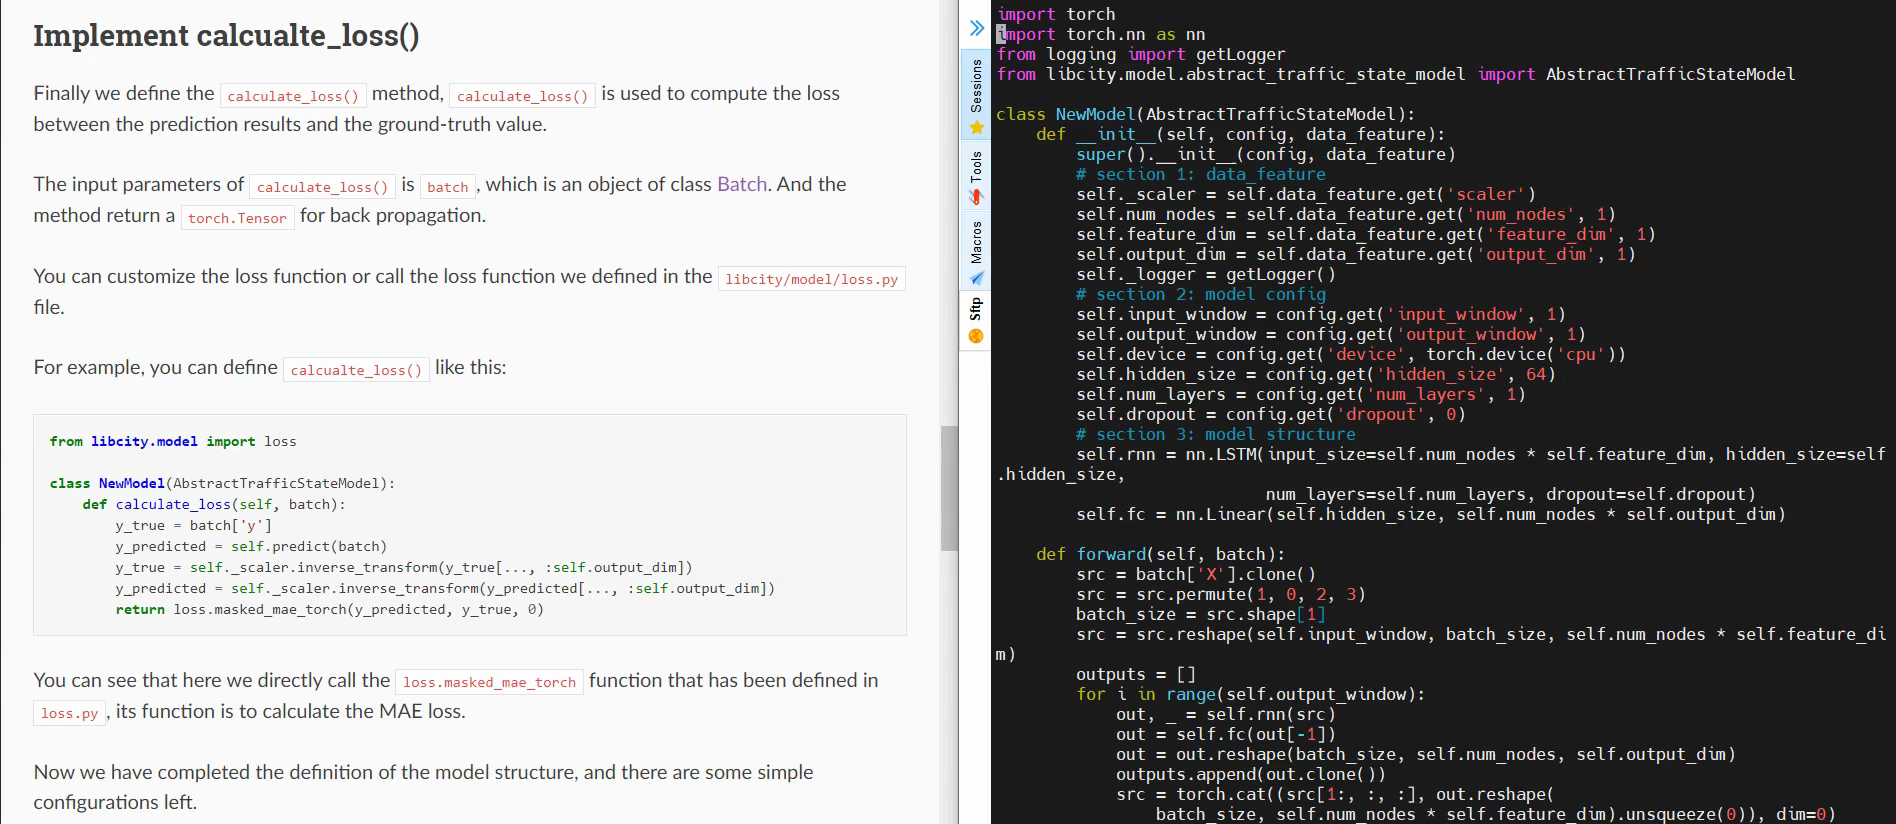 Implement calcualte_loss()
Finally we define the calculate_loss() method, calculate_loss() is used to compute the loss
between the prediction results and the ground-truth value.
The input parameters of calculate_loss() is batch , which is an object of class Batch. And the
method return a torch.Tensor for back propagation.
You can customize the loss function or call the loss function we defined in the libcity/model/loss.py
file.
For example, you can define calcualte_loss() like this:
from libcity.model import loss
class NewModel(AbstractTrafficStateModel):
    def calculate_loss(self, batch):
        y_true = batch['y']
        y_predicted = self.predict(batch)
        y_true = self._scaler.inverse_transform(y_true[..., :self.output_dim])
        y_predicted = self._scaler.inverse_transform(y_predicted[..., :self.output_dim])
        return loss.masked_mae_torch(y_predicted, y_true, 0)
You can see that here we directly call the loss.masked_mae_torch function that has been defined in
loss.py , its function is to calculate the MAE loss.
Now we have completed the definition of the model structure, and there are some simple
configurations left.
Sessions
Tools
Macros
Sftp
import torch
import torch.nn as nn
from logging import getLogger
from libcity.model.abstract_traffic_state_model import AbstractTrafficStateModel
class NewModel(AbstractTrafficStateModel):
    def __init__(self, config, data_feature):
        super().__init__(config, data_feature)
        # section 1: data_feature
        self._scaler = self.data_feature.get('scaler')
        self.num_nodes = self.data_feature.get('num_nodes', 1)
        self.feature_dim = self.data_feature.get('feature_dim', 1)
        self.output_dim = self.data_feature.get('output_dim', 1)
        self._logger = getLogger()
        # section 2: model config
        self.input_window = config.get('input_window', 1)
        self.output_window = config.get('output_window', 1)
        self.device = config.get('device', torch.device('cpu'))
        self.hidden_size = config.get('hidden_size', 64)
        self.num_layers = config.get('num_layers', 1)
        self.dropout = config.get('dropout', 0)
        # section 3: model structure
        self.rnn = nn.LSTM(input_size=self.num_nodes * self.feature_dim, hidden_size=self
.hidden_size,
                           num_layers=self.num_layers, dropout=self.dropout)
        self.fc = nn.Linear(self.hidden_size, self.num_nodes * self.output_dim)
    def forward(self, batch):
        src = batch['X'].clone()
        src = src.permute(1, 0, 2, 3)
        batch_size = src.shape[1]
        src = src.reshape(self.input_window, batch_size, self.num_nodes * self.feature_di
m)
        outputs = []
        for i in range(self.output_window):
            out, _ = self.rnn(src)
            out = self.fc(out[-1])
            out = out.reshape(batch_size, self.num_nodes, self.output_dim)
            outputs.append(out.clone())
            src = torch.cat((src[1:, :, :], out.reshape(
                batch_size, self.num_nodes * self.feature_dim).unsqueeze(0)), dim=0)